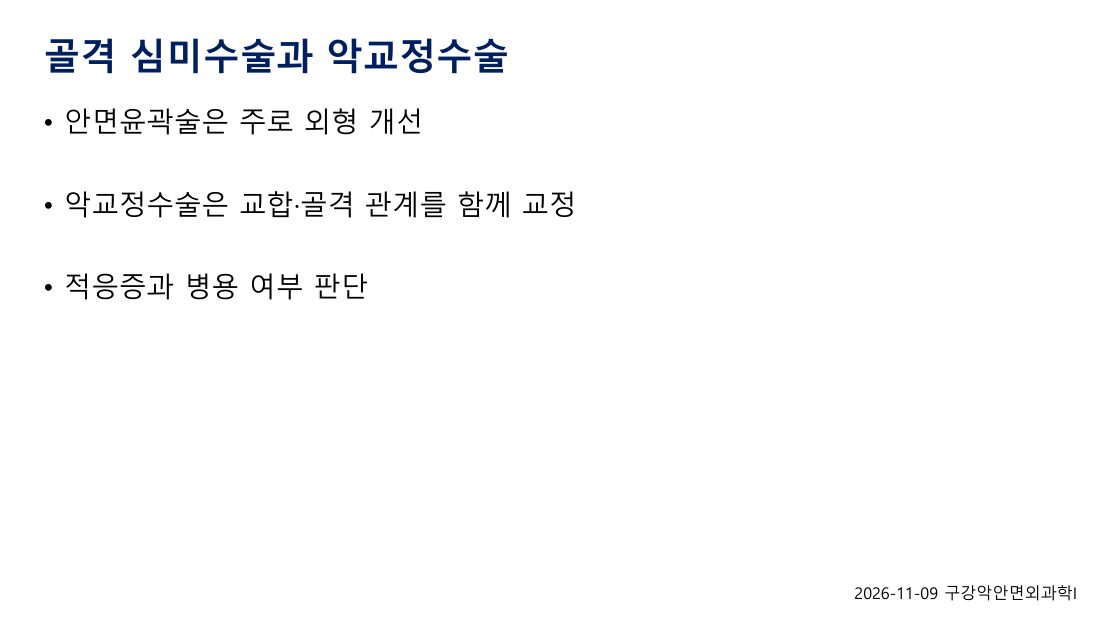 골격 심미수술과 악교정수술
• 안면윤곽술은 주로 외형 개선
• 악교정수술은 교합·골격 관계를 함께 교정
• 적응증과 병용 여부 판단
2026-11-09 구강악안면외과학I